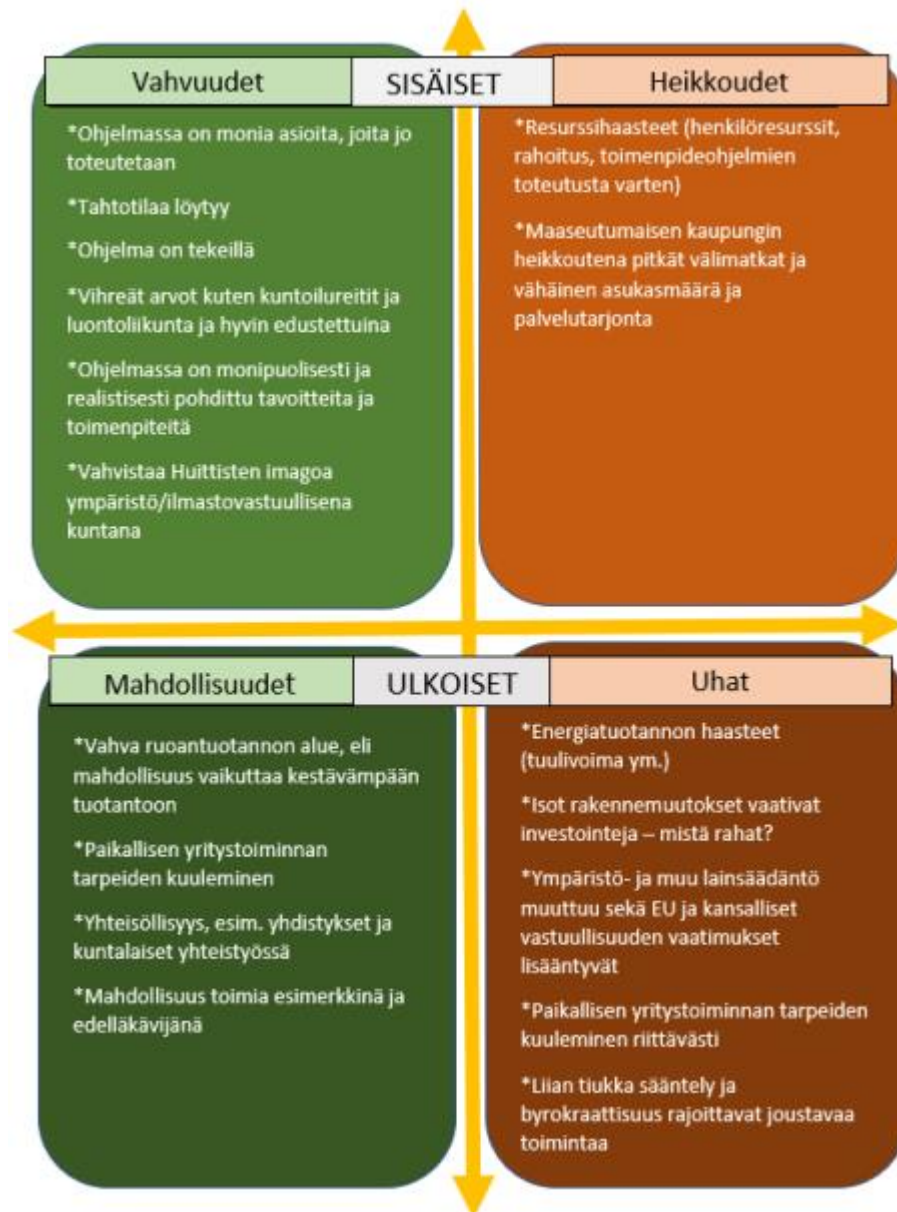 Vahvuudet
SISÄISET
Heikkoudet
*Ohjelmassa on monia asioita, joita jo
toteutetaan
*Tahtotilaa löytyy
*Ohjelma on tekeillä
*Vihreät arvot kuten kuntoilureitit ja
luontoliikunta ja hyvin edustettuina
*Ohjelmassa on monipuolisesti ja
realistisesti pohdittu tavoitteita ja
toimenpiteitä
*Vahvistaa Huittisten imagoa
ympäristö/ilmastovastuullisena
kuntana
*Resurssihaasteet (henkilöresurssit,
rahoitus, toimenpideohjelmien
toteutusta varten)
*Maaseutumaisen kaupungin
heikkoutena pitkät välimatkat ja
vähäinen asukasmäärä ja
palvelutarjonta
Mahdollisuudet
ULKOISET
Uhat
*Vahva ruoantuotannon alue, eli
mahdollisuus vaikuttaa kestävämpään
tuotantoon
*Paikallisen yritystoiminnan
tarpeiden kuuleminen
*Yhteisöllisyys, esim. yhdistykset ja
kuntalaiset yhteistyössä
*Mahdollisuus toimia esimerkkinä ja
edelläkävijänä
*Energiatuotannon haasteet
(tuulivoima ym.)
*Isot rakennemuutokset vaativat
investointeja – mistä rahat?
*Ympäristö- ja muu lainsäädäntö
muuttuu sekä EU ja kansalliset
vastuullisuuden vaatimukset
lisääntyvät
*Paikallisen yritystoiminnan tarpeiden
kuuleminen riittävästi
*Liian tiukka sääntely ja
byrokraattisuus rajoittavat joustavaa
toimintaa